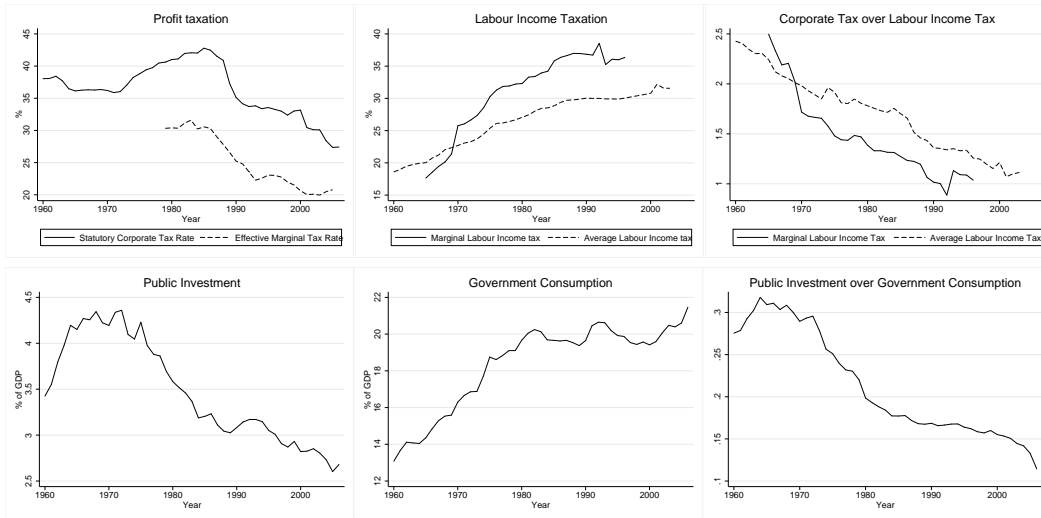 Profit taxation
45
40
35
30
25
20
%
1960 1970 1980 1990 2000
Year
Statutory Corporate Tax Rate Effective Marginal Tax Rate
Labour Income Taxation
40
35
30
25
20
15
%
1960 1970 1980 1990 2000
Year
Marginal Labour Income tax Average Labour Income tax
Corporate Tax over Labour Income Tax
2.5
2
1.5
1
1960 1970 1980 1990 2000
Year
Marginal Labour Income Tax Average Labour Income Tax
Public Investment
4.5
4
3.5
3
2.5
% of GDP
1960 1970 1980 1990 2000
Year
Government Consumption
22
20
18
16
14
12
% of GDP
1960 1970 1980 1990 2000
Year
Public Investment over Government Consumption
.3
.25
.2
.15
.1
1960 1970 1980 1990 2000
Year